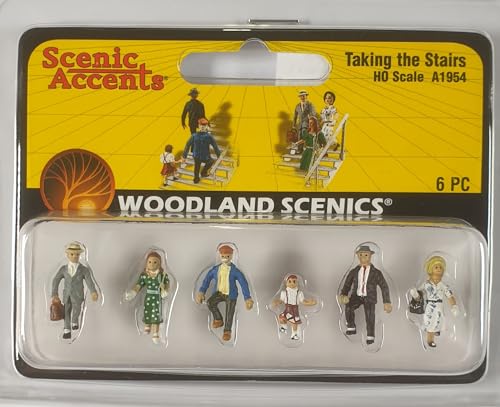 Scenic
Accents®
Taking the Stairs
HO Scale A1954
6 PC
WOODLAND SCENICS®